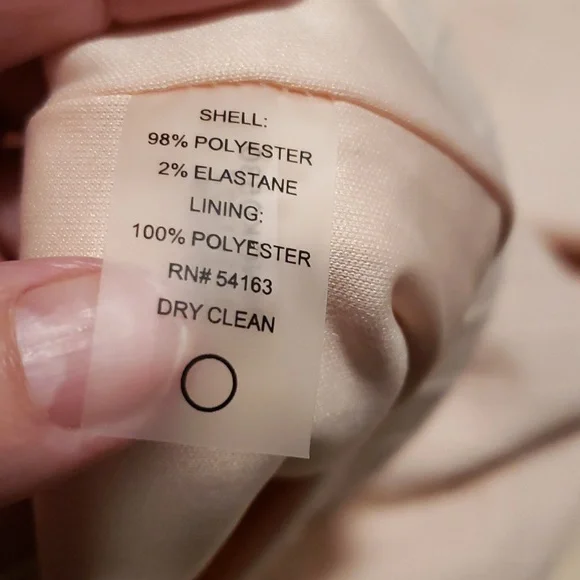 SHELL:
98% POLYESTER
2% ELASTANE
LINING:
100% POLYESTER
RN# 54163
DRY CLEAN